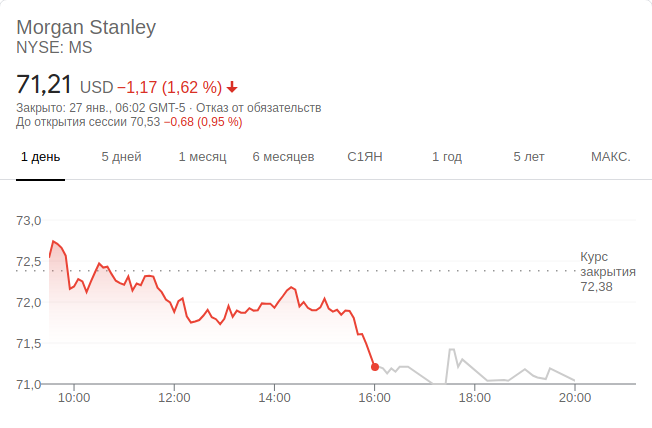 Morgan Stanley
NYSE: MS
71,21 USD −1,17 (1,62 %)
Закрыто: 27 янв., 06:02 GMT-5 · Отказ от обязательств
До открытия сессии 70,53 −0,68 (0,95 %)
1 день 5 дней 1 месяц 6 месяцев С1ЯН 1 год 5 лет МАКС.
73,0
72,5
72,0
71,5
71,0
Курс
закрытия
72,38
10:00 12:00 14:00 16:00 18:00 20:00